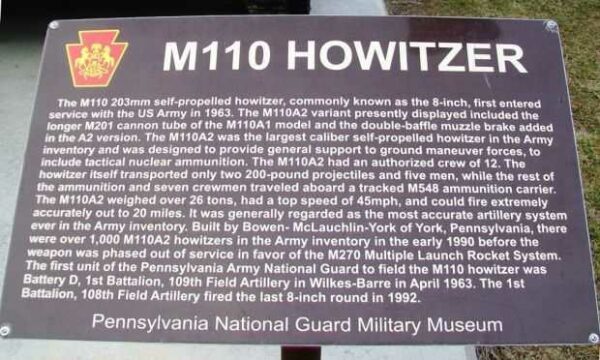 M110 HOWITZER
The M110 203mm self-propelled howitzer, commonly known as the 8-inch, first entered
service with the US Army in 1963. The M110A2 variant presently displayed included the
longer M201 cannon tube of the M110A1 model and the double-baffle muzzle brake added
in the A2 version. The M110A2 was the largest caliber self-propelled howitzer in the Army
inventory and was designed to provide general support to ground maneuver forces, to
include tactical nuclear ammunition. The M110A2 had an authorized crew of 12. The
howitzer itself transported only two 200-pound projectiles and five men, while the rest of
the ammunition and seven crewmen traveled aboard a tracked M548 ammunition carrier.
The M110A2 weighed over 26 tons, had a top speed of 45mph, and could fire extremely
accurately out to 20 miles. It was generally regarded as the most accurate artillery system
ever in the Army inventory. Built by Bowen- McLauchlin-York of York, Pennsylvania, there
were over 1,000 M110A2 howitzers in the Army inventory in the early 1990 before the
weapon was phased out of service in favor of the M270 Multiple Launch Rocket System.
The first unit of the Pennsylvania Army National Guard to field the M110 howitzer was
Battery D, 1st Battalion, 109th Field Artillery in Wilkes-Barre in April 1963. The 1st
Battalion, 108th Field Artillery fired the last 8-inch round in 1992.
Pennsylvania National Guard Military Museum